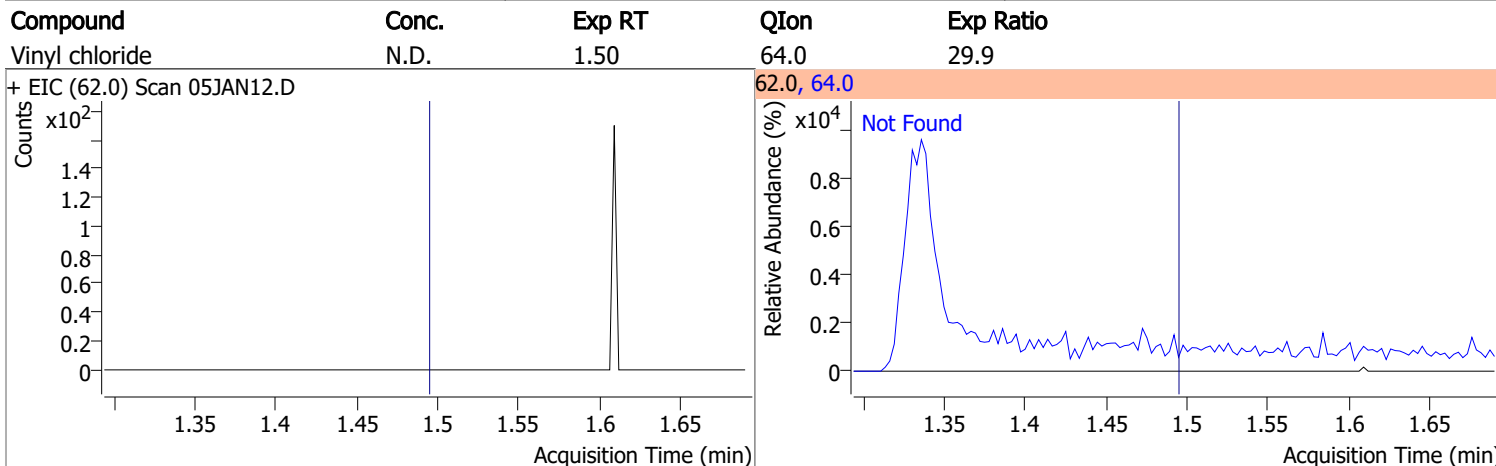 Compound Conc. Exp RT QIon Exp Ratio
Vinyl chloride N.D. 1.50 64.0 29.9
+ EIC (62.0) Scan 05JAN12.D
Counts
x10²
1.4
1.2
1
0.8
0.6
0.4
0.2
0
1.35 1.4 1.45 1.5 1.55 1.6 1.65
Acquisition Time (min)
62.0, 64.0
Relative Abundance (%)
x10⁴
Not Found
0.8
0.6
0.4
0.2
0
1.35 1.4 1.45 1.5 1.55 1.6 1.65
Acquisition Time (min)